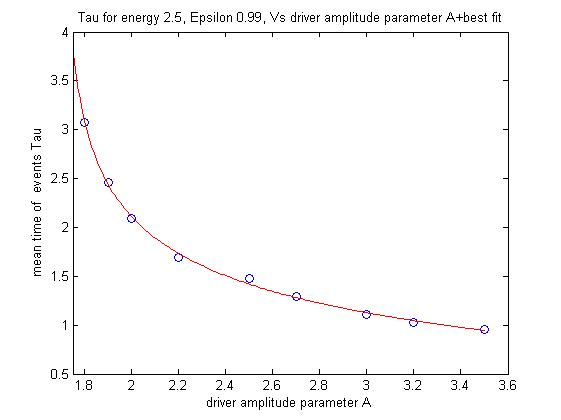 Tau for energy 2.5, Epsilon 0.99, Vs driver amplitude parameter A+best fit
4
3.5
3
2.5
2
1.5
1
0.5
mean time of events Tau
1.8 2 2.2 2.4 2.6 2.8 3 3.2 3.4 3.6
driver amplitude parameter A